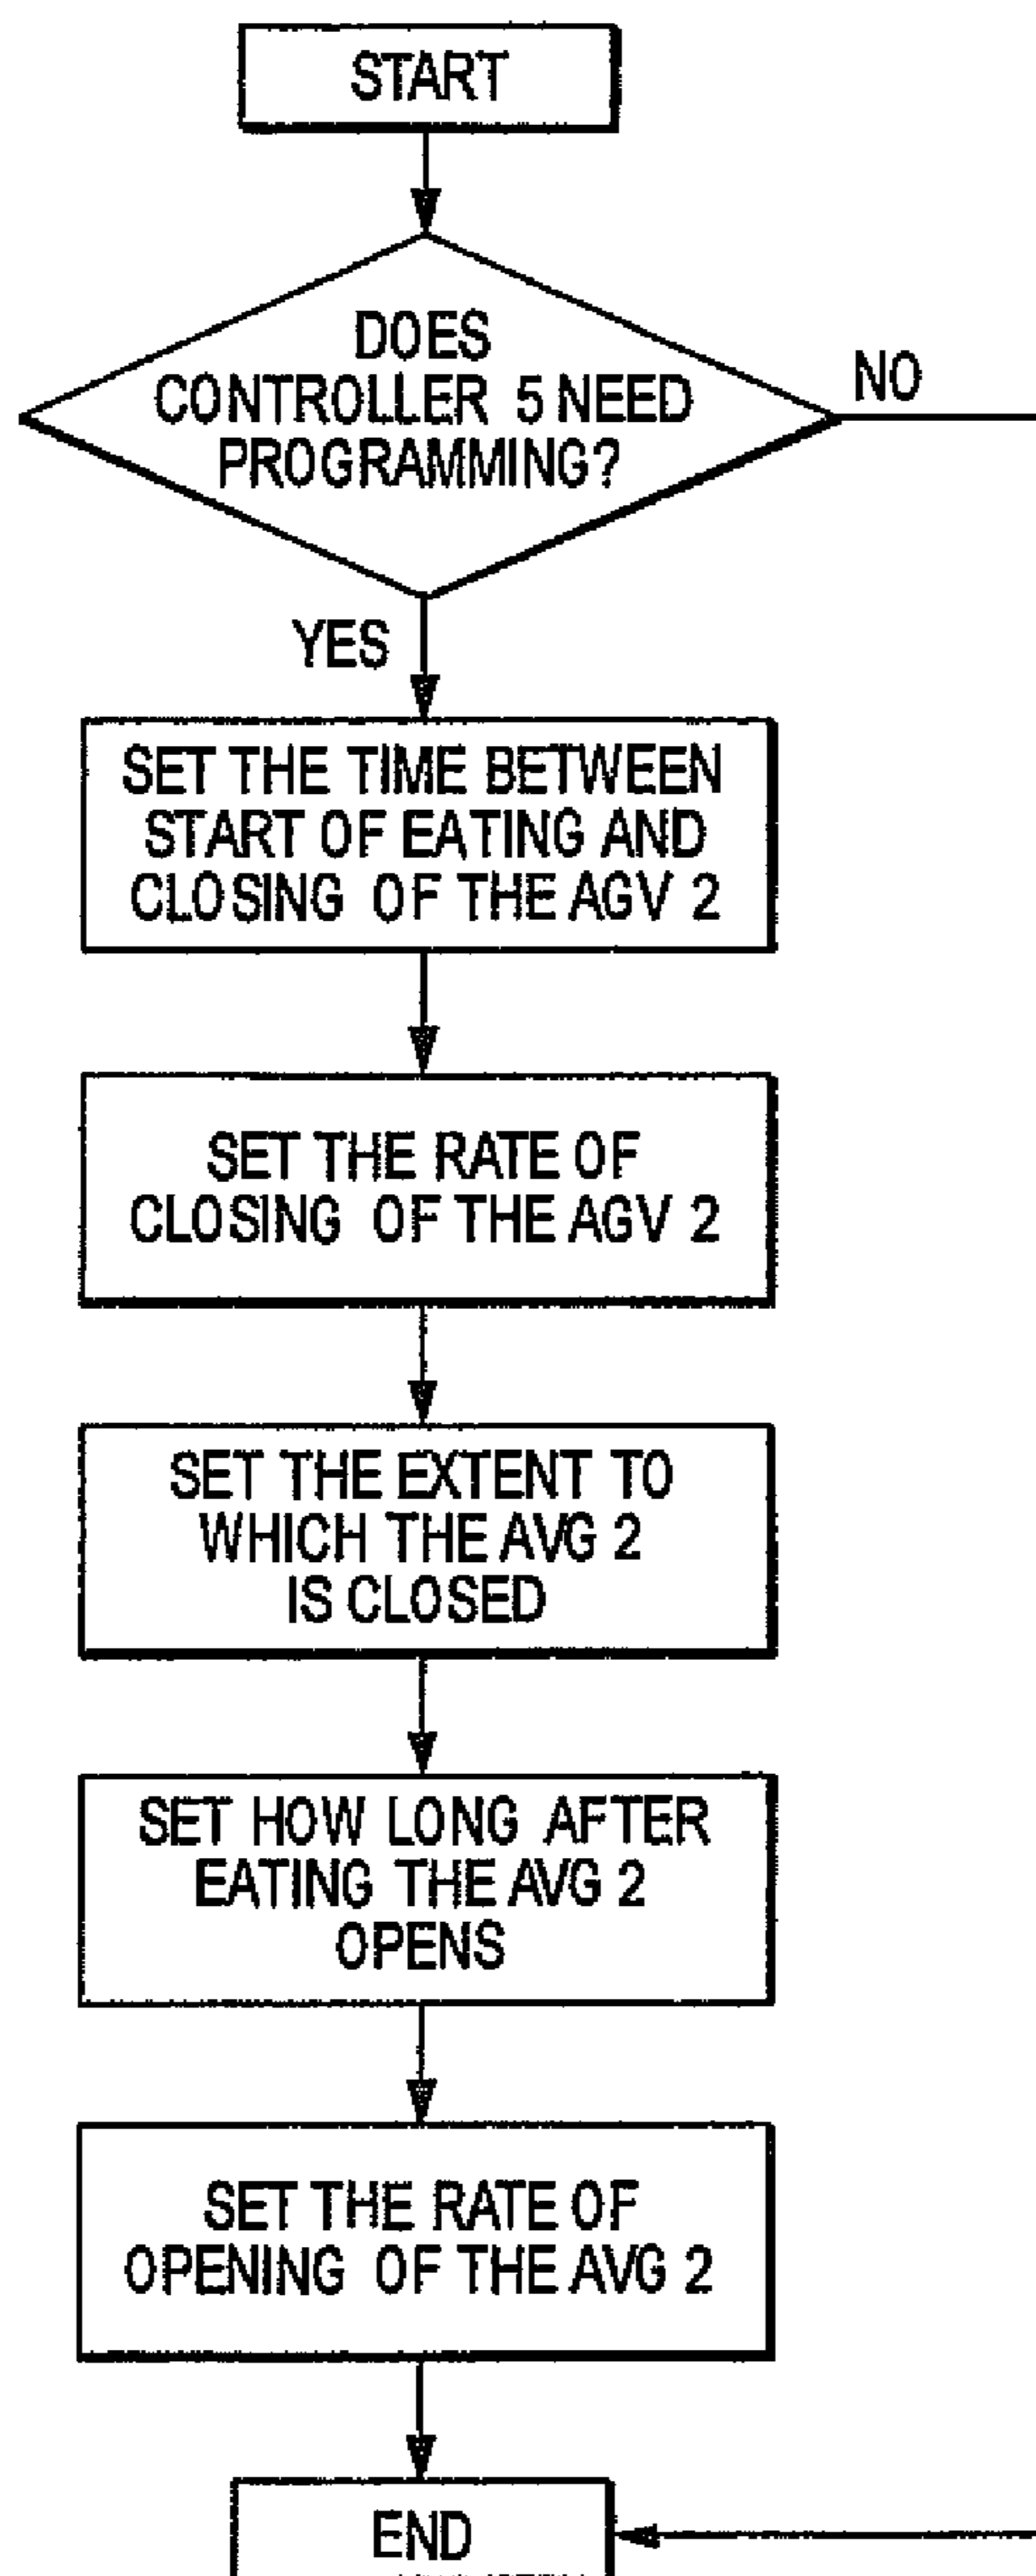 START
DOES
CONTROLLER 5 NEED
PROGRAMMING?
NO
YES
SET THE TIME BETWEEN
START OF EATING AND
CLOSING OF THE AGV 2
SET THE RATE OF
CLOSING OF THE AGV 2
SET THE EXTENT TO
WHICH THE AVG 2
IS CLOSED
SET HOW LONG AFTER
EATING THE AVG 2
OPENS
SET THE RATE OF
OPENING OF THE AVG 2
END